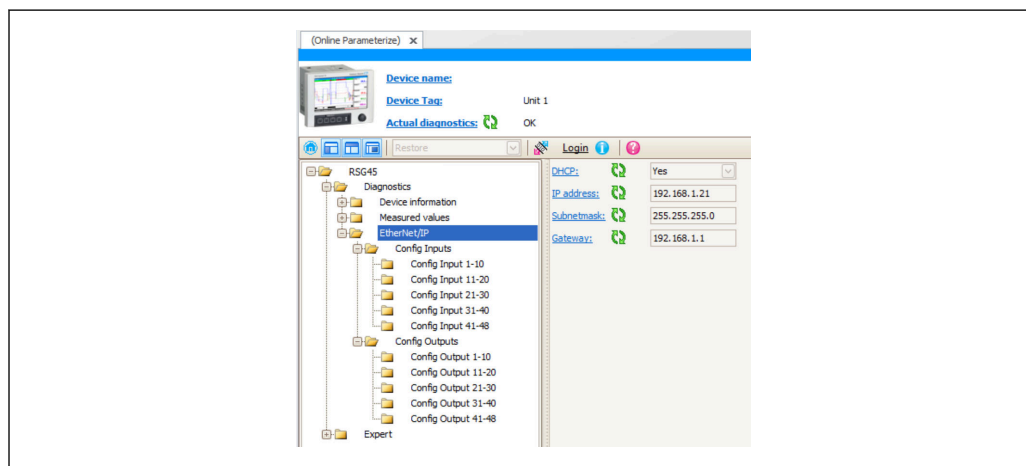 (Online Parameterize) x
Device name:
Device Tag: Unit 1
Actual diagnostics: OK
Restore Login
RSG45
Diagnostics
Device information
Measured values
EtherNet/IP
Config Inputs
Config Input 1-10
Config Input 11-20
Config Input 21-30
Config Input 31-40
Config Input 41-48
Config Outputs
Config Output 1-10
Config Output 11-20
Config Output 21-30
Config Output 31-40
Config Output 41-48
Expert
DHCP: Yes
IP address: 192.168.1.21
Subnetmask: 255.255.255.0
Gateway: 192.168.1.1